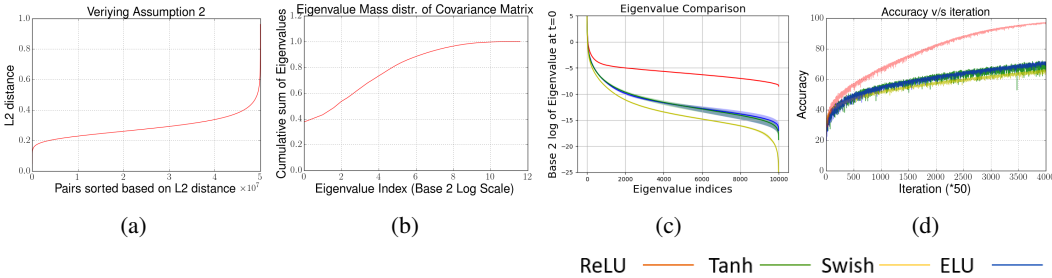 Veriying Assumption 2
1.0
0.8
0.6
0.4
0.2
0.0
L2 distance
0 1 2 3 4 5
Pairs sorted based on L2 distance ×10⁷
(a)
Eigenvalue Mass distr. of Covariance Matrix
1.2
1.0
0.8
0.6
0.4
0.2
0.0
Cumulative sum of Eigenvalues
0 2 4 6 8 10 12
Eigenvalue Index (Base 2 Log Scale)
(b)
Eigenvalue Comparison
5
0
−5
−10
−15
−20
−25
Base 2 log of Eigenvalue at t=0
0 2000 4000 6000 8000 10000
Eigenvalue indices
(c)
Accuracy v/s iteration
100
80
60
40
20
0
Accuracy
0 500 1000 1500 2000 2500 3000 3500 4000
Iteration (*50)
(d)
ReLU Tanh Swish ELU